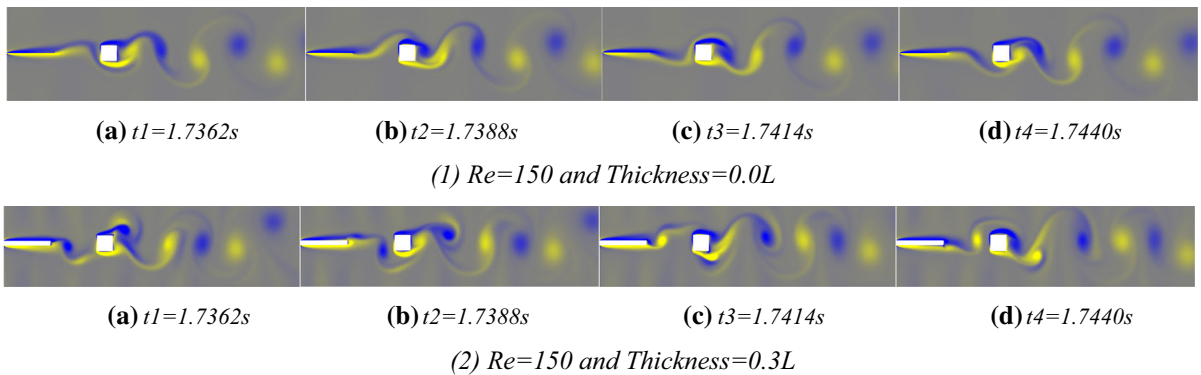 (a) t1=1.7362s (b) t2=1.7388s (c) t3=1.7414s (d) t4=1.7440s
(1) Re=150 and Thickness=0.0L
(a) t1=1.7362s (b) t2=1.7388s (c) t3=1.7414s (d) t4=1.7440s
(2) Re=150 and Thickness=0.3L